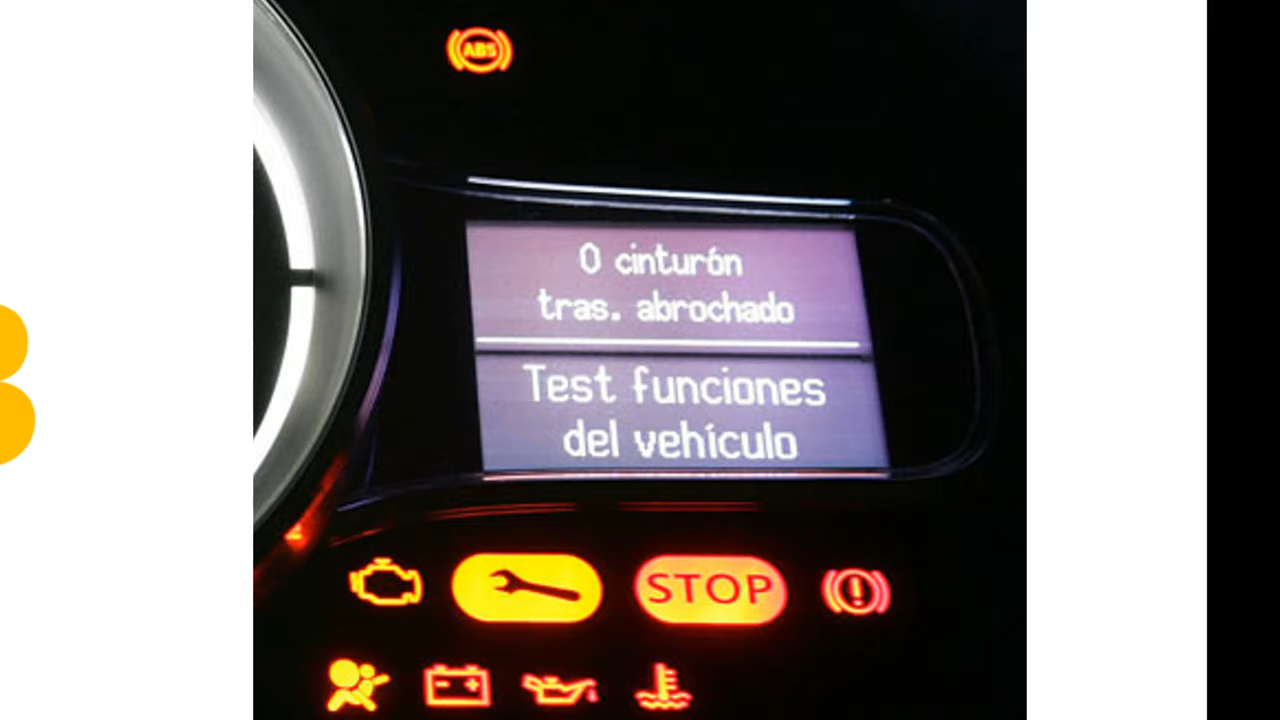 ABS
0 cinturón
tras. abrochado
Test funciones
del vehículo
STOP